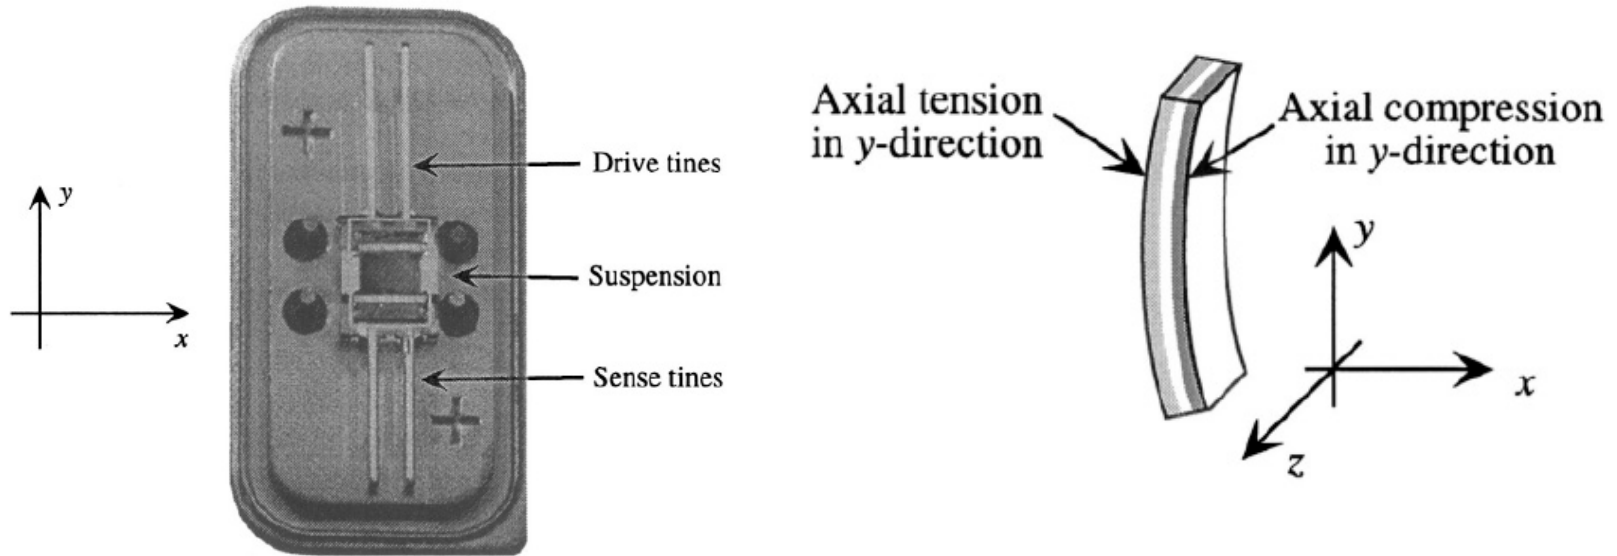 y
x
Drive tines
Suspension
Sense tines
Axial tension
in y-direction
Axial compression
in y-direction
y
x
z